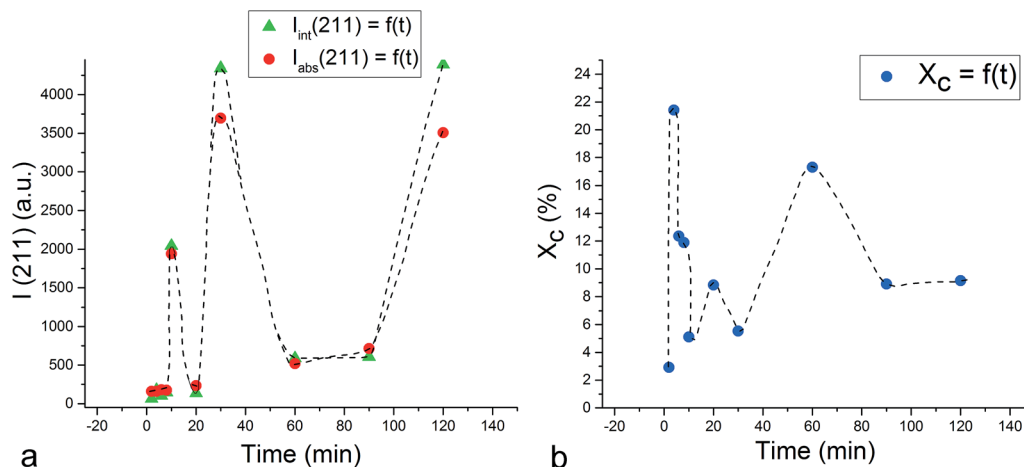 I_int(211) = f(t)
I_abs(211) = f(t)
I (211) (a.u.)
4000
3500
3000
2500
2000
1500
1000
500
0
-20 0 20 40 60 80 100 120 140
Time (min)
a
X_C = f(t)
X_C (%)
24
22
20
18
16
14
12
10
8
6
4
2
0
-20 0 20 40 60 80 100 120 140
Time (min)
b